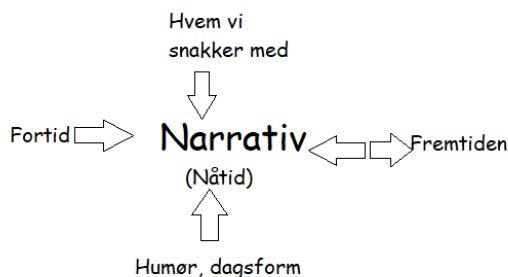 Hvem vi
snakker med
Fortid
Narrativ
Fremtiden
(Nåtid)
Humør, dagsform